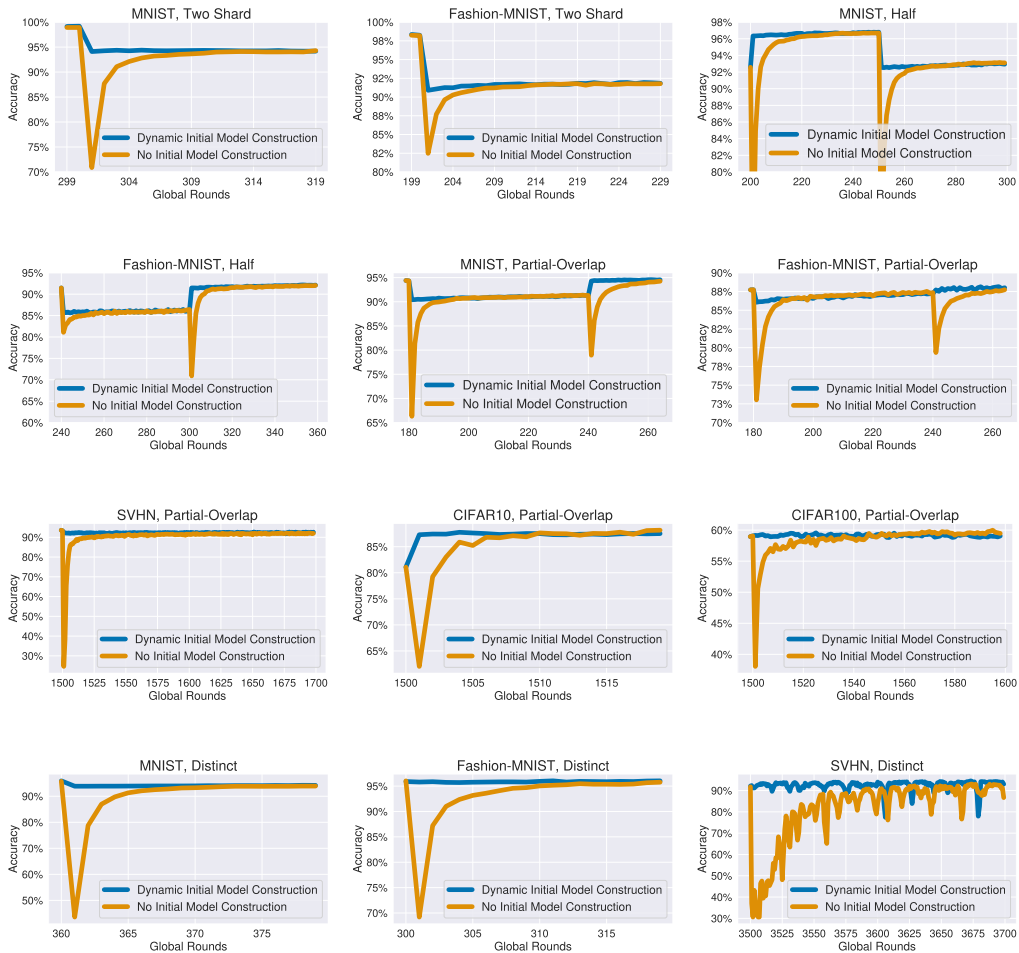 MNIST, Two Shard
Accuracy
100%
95%
90%
85%
80%
75%
70%
Dynamic Initial Model Construction
No Initial Model Construction
299 304 309 314 319
Global Rounds
Fashion-MNIST, Two Shard
Accuracy
100%
98%
95%
92%
90%
88%
85%
82%
Dynamic Initial Model Construction
No Initial Model Construction
199 204 209 214 219 224 229
Global Rounds
MNIST, Half
Accuracy
98%
96%
94%
92%
90%
88%
86%
84%
82%
80%
Dynamic Initial Model Construction
No Initial Model Construction
200 220 240 260 280 300
Global Rounds
Fashion-MNIST, Half
Accuracy
95%
90%
85%
80%
75%
70%
65%
60%
Dynamic Initial Model Construction
No Initial Model Construction
240 260 280 300 320 340 360
Global Rounds
MNIST, Partial-Overlap
Accuracy
95%
90%
85%
80%
75%
70%
65%
Dynamic Initial Model Construction
No Initial Model Construction
180 200 220 240 260
Global Rounds
Fashion-MNIST, Partial-Overlap
Accuracy
90%
88%
85%
82%
80%
78%
75%
73%
70%
Dynamic Initial Model Construction
No Initial Model Construction
180 200 220 240 260
Global Rounds
SVHN, Partial-Overlap
Accuracy
90%
80%
70%
60%
50%
40%
30%
Dynamic Initial Model Construction
No Initial Model Construction
1500 1525 1550 1575 1600 1625 1650 1675 1700
Global Rounds
CIFAR10, Partial-Overlap
Accuracy
85%
80%
75%
70%
65%
Dynamic Initial Model Construction
No Initial Model Construction
1500 1505 1510 1515
Global Rounds
CIFAR100, Partial-Overlap
Accuracy
60%
55%
50%
45%
40%
Dynamic Initial Model Construction
No Initial Model Construction
1500 1520 1540 1560 1580 1600
Global Rounds
MNIST, Distinct
Accuracy
90%
80%
70%
60%
50%
Dynamic Initial Model Construction
No Initial Model Construction
360 365 370 375
Global Rounds
Fashion-MNIST, Distinct
Accuracy
95%
90%
85%
80%
75%
70%
Dynamic Initial Model Construction
No Initial Model Construction
300 305 310 315
Global Rounds
SVHN, Distinct
Accuracy
90%
80%
70%
60%
50%
40%
30%
Dynamic Initial Model Construction
No Initial Model Construction
3500 3525 3550 3575 3600 3625 3650 3675 3700
Global Rounds